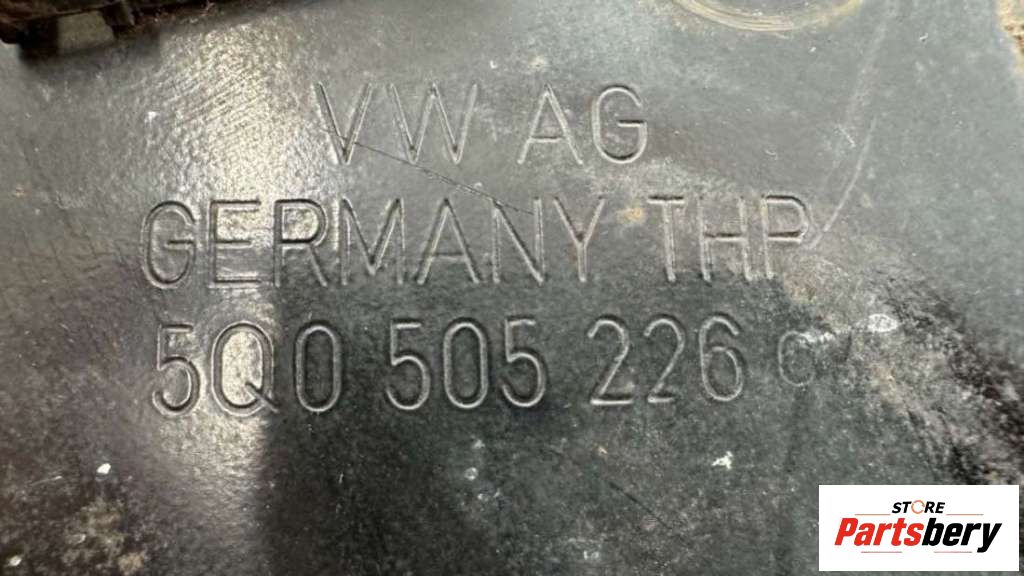 VW AG
GERMANY THP
5Q0 505 226 C
STORE
Partsbery